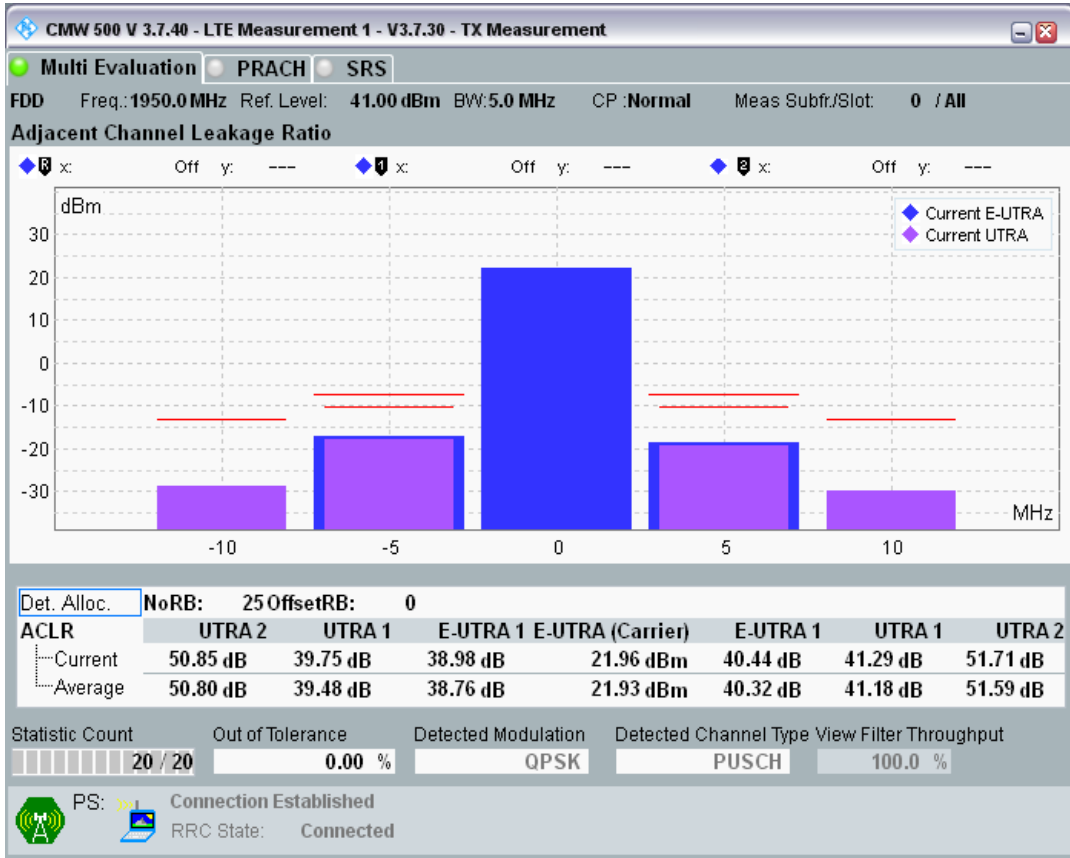 CMW 500 V 3.7.40 - LTE Measurement 1 - V3.7.30 - TX Measurement
Multi Evaluation PRACH SRS
FDD Freq.: 1950.0 MHz Ref. Level: 41.00 dBm BW: 5.0 MHz CP : Normal Meas Subfr./Slot: 0 / All
Adjacent Channel Leakage Ratio
R x: Off y: --- 1 x: Off y: --- 2 x: Off y: ---
dBm
Current E-UTRA
Current UTRA
30
20
10
0
-10
-20
-30
MHz
-10 -5 0 5 10
Det. Alloc. NoRB: 25 OffsetRB: 0
ACLR UTRA 2 UTRA 1 E-UTRA 1 E-UTRA (Carrier) E-UTRA 1 UTRA 1 UTRA 2
Current 50.85 dB 39.75 dB 38.98 dB 21.96 dBm 40.44 dB 41.29 dB 51.71 dB
Average 50.80 dB 39.48 dB 38.76 dB 21.93 dBm 40.32 dB 41.18 dB 51.59 dB
Statistic Count Out of Tolerance Detected Modulation Detected Channel Type View Filter Throughput
20 / 20 0.00 % QPSK PUSCH 100.0 %
PS: Connection Established
RRC State: Connected